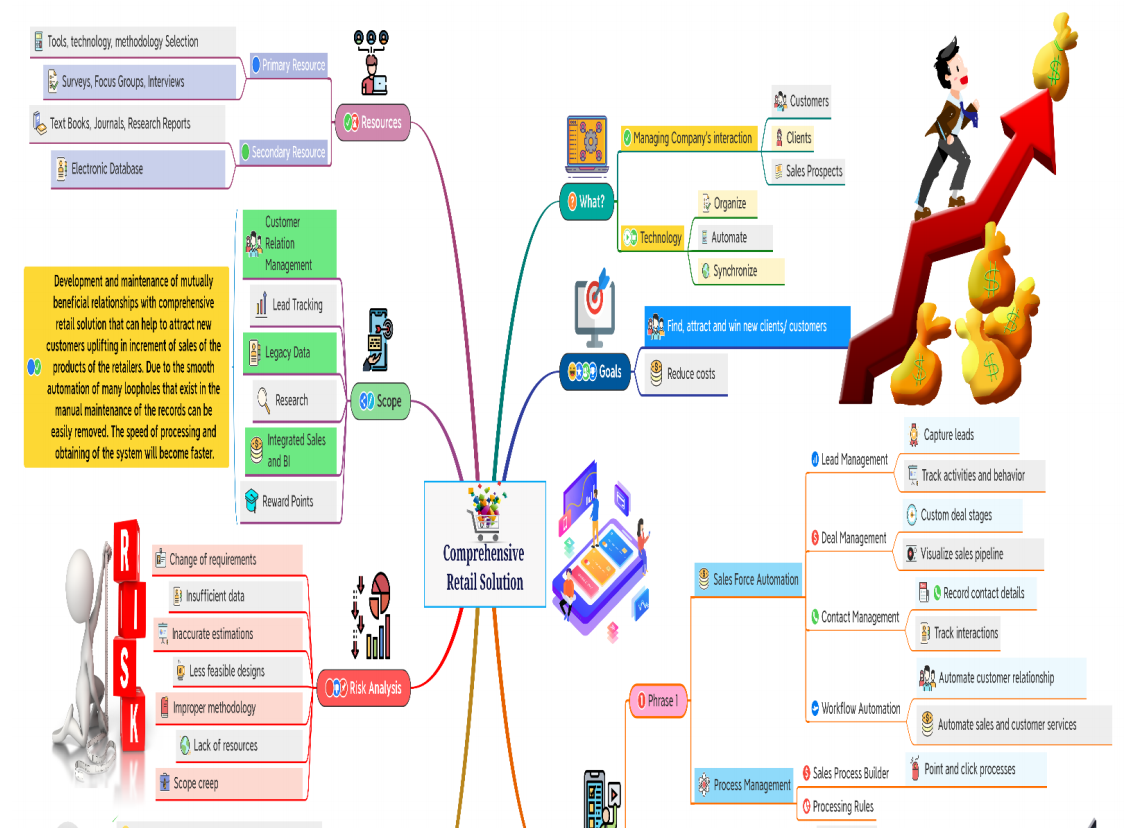 Tools, technology, methodology Selection
Surveys, Focus Groups, Interviews
Primary Resource
Text Books, Journals, Research Reports
Electronic Database
Secondary Resource
Resources
Customer
Relation
Management
Lead Tracking
Legacy Data
Research
Integrated Sales
and BI
Reward Points
Scope
Development and maintenance of mutually
beneficial relationships with comprehensive
retail solution that can help to attract new
customers uplifting in increment of sales of the
products of the retailers. Due to the smooth
automation of many loopholes that exist in the
manual maintenance of the records can be
easily removed. The speed of processing and
obtaining of the system will become faster.
RISK
Change of requirements
Insufficient data
Inaccurate estimations
Less feasible designs
Improper methodology
Lack of resources
Scope creep
Risk Analysis
Comprehensive
Retail Solution
What?
Managing Company's interaction
Customers
Clients
Sales Prospects
Technology
Organize
Automate
Synchronize
Goals
Find, attract and win new clients/ customers
Reduce costs
Phrase 1
Sales Force Automation
Lead Management
Capture leads
Track activities and behavior
Deal Management
Custom deal stages
Visualize sales pipeline
Contact Management
Record contact details
Track interactions
Workflow Automation
Automate customer relationship
Automate sales and customer services
Process Management
Sales Process Builder
Point and click processes
Processing Rules